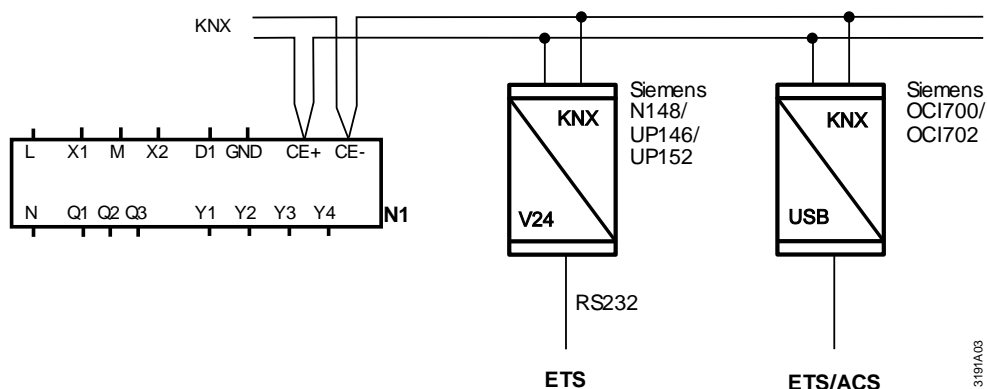 KNX
Siemens
N148/
UP146/
UP152
KNX
V24
Siemens
OCI700/
OCI702
KNX
USB
L X1 M X2 D1 GND CE+ CE-
N Q1 Q2 Q3 Y1 Y2 Y3 Y4
N1
RS232
ETS
ETS/ACS
3191A03